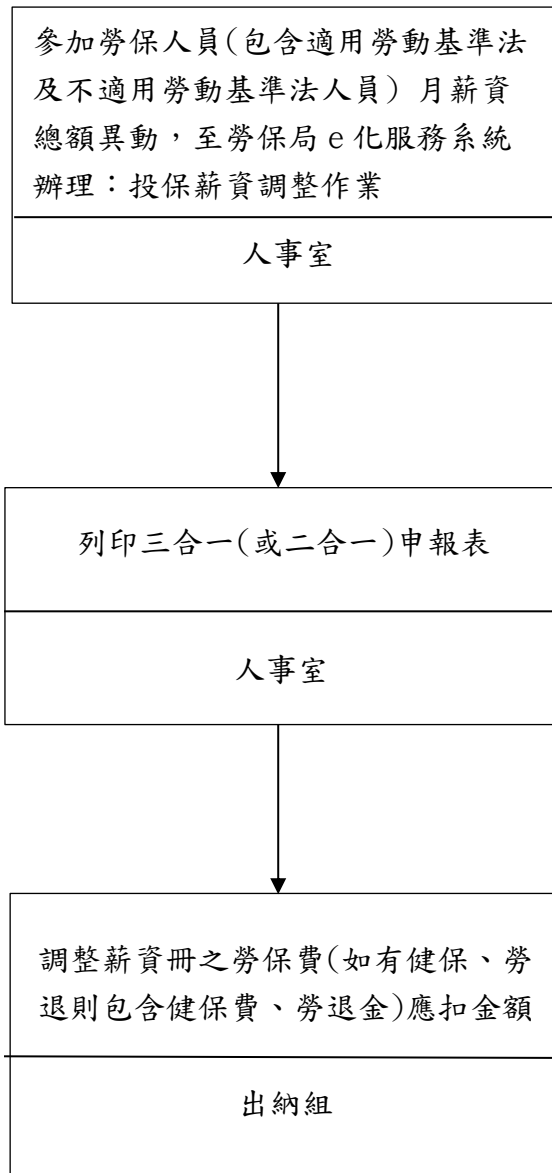 參加勞保人員(包含適用勞動基準法
及不適用勞動基準法人員) 月薪資
總額異動，至勞保局 e 化服務系統
辦理：投保薪資調整作業
人事室
列印三合一(或二合一)申報表
人事室
調整薪資冊之勞保費(如有健保、勞
退則包含健保費、勞退金)應扣金額
出納組